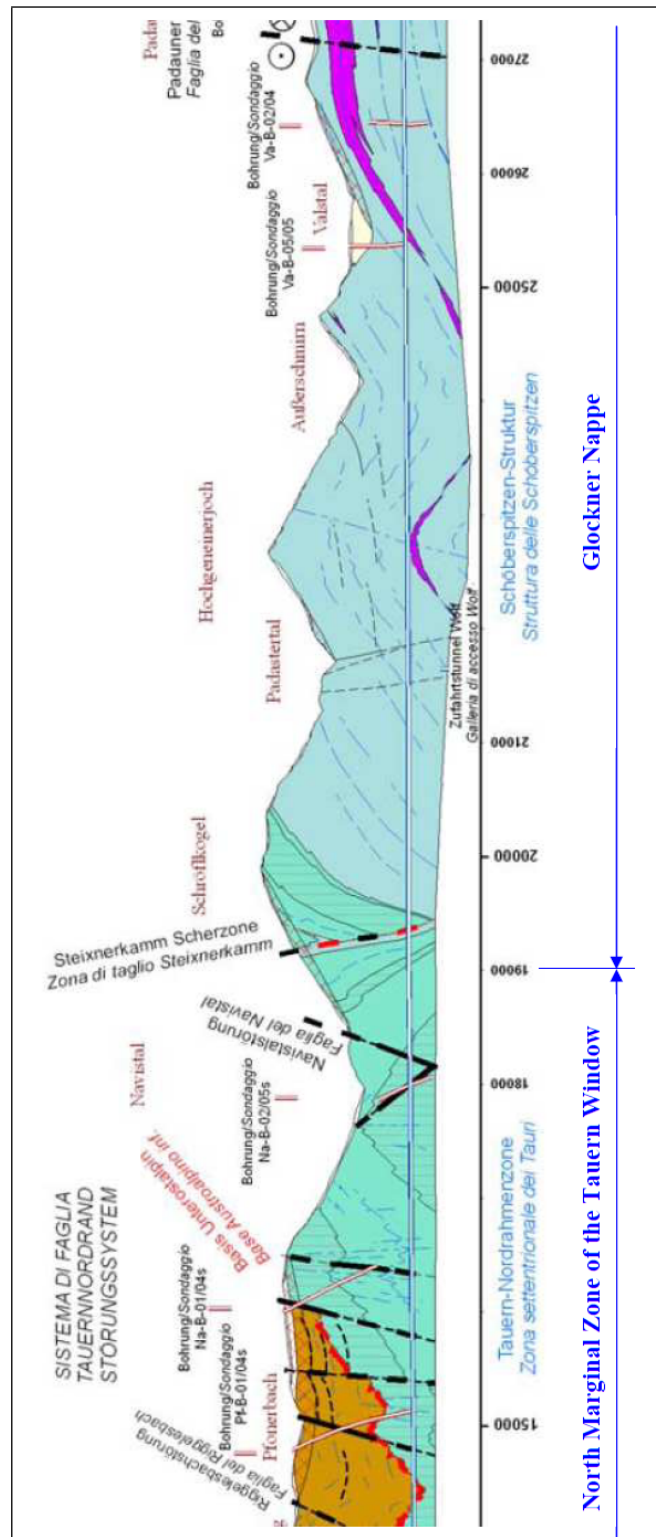 SISTEMA DI FAGLIA
TAUERNNORDRAND
STÖRUNGSSYSTEM
Riggelesbachstörung
Faglia del Riggelesbach
Pfonerbach
Bohrung/Sondaggio
Pf-B-01/04s
Bohrung/Sondaggio
Na-B-01/04s
Basis Unterostalpin
Base Austroalpino inf.
Navistal
Bohrung/Sondaggio
Na-B-02/05s
Navistalstörung
Faglia del Navistal
Steixnerkamm Scherzone
Zona di taglio Steixnerkamm
Schröflkogel
Padastertal
Hochgeneinerjoch
Außerschmirn
Valstal
Bohrung/Sondaggio
Va-B-05/05
Bohrung/Sondaggio
Va-B-02/04
Padauner
Faglia del
Zufahrtstunnel Wolf
Galleria di accesso Wolf
15000
18000
19000
20000
21000
25000
26000
27000
Tauern-Nordrahmenzone
Zona settentrionale dei Tauri
Schöberspitzen-Struktur
Struttura delle Schöberspitzen
North Marginal Zone of the Tauern Window
Glockner Nappe